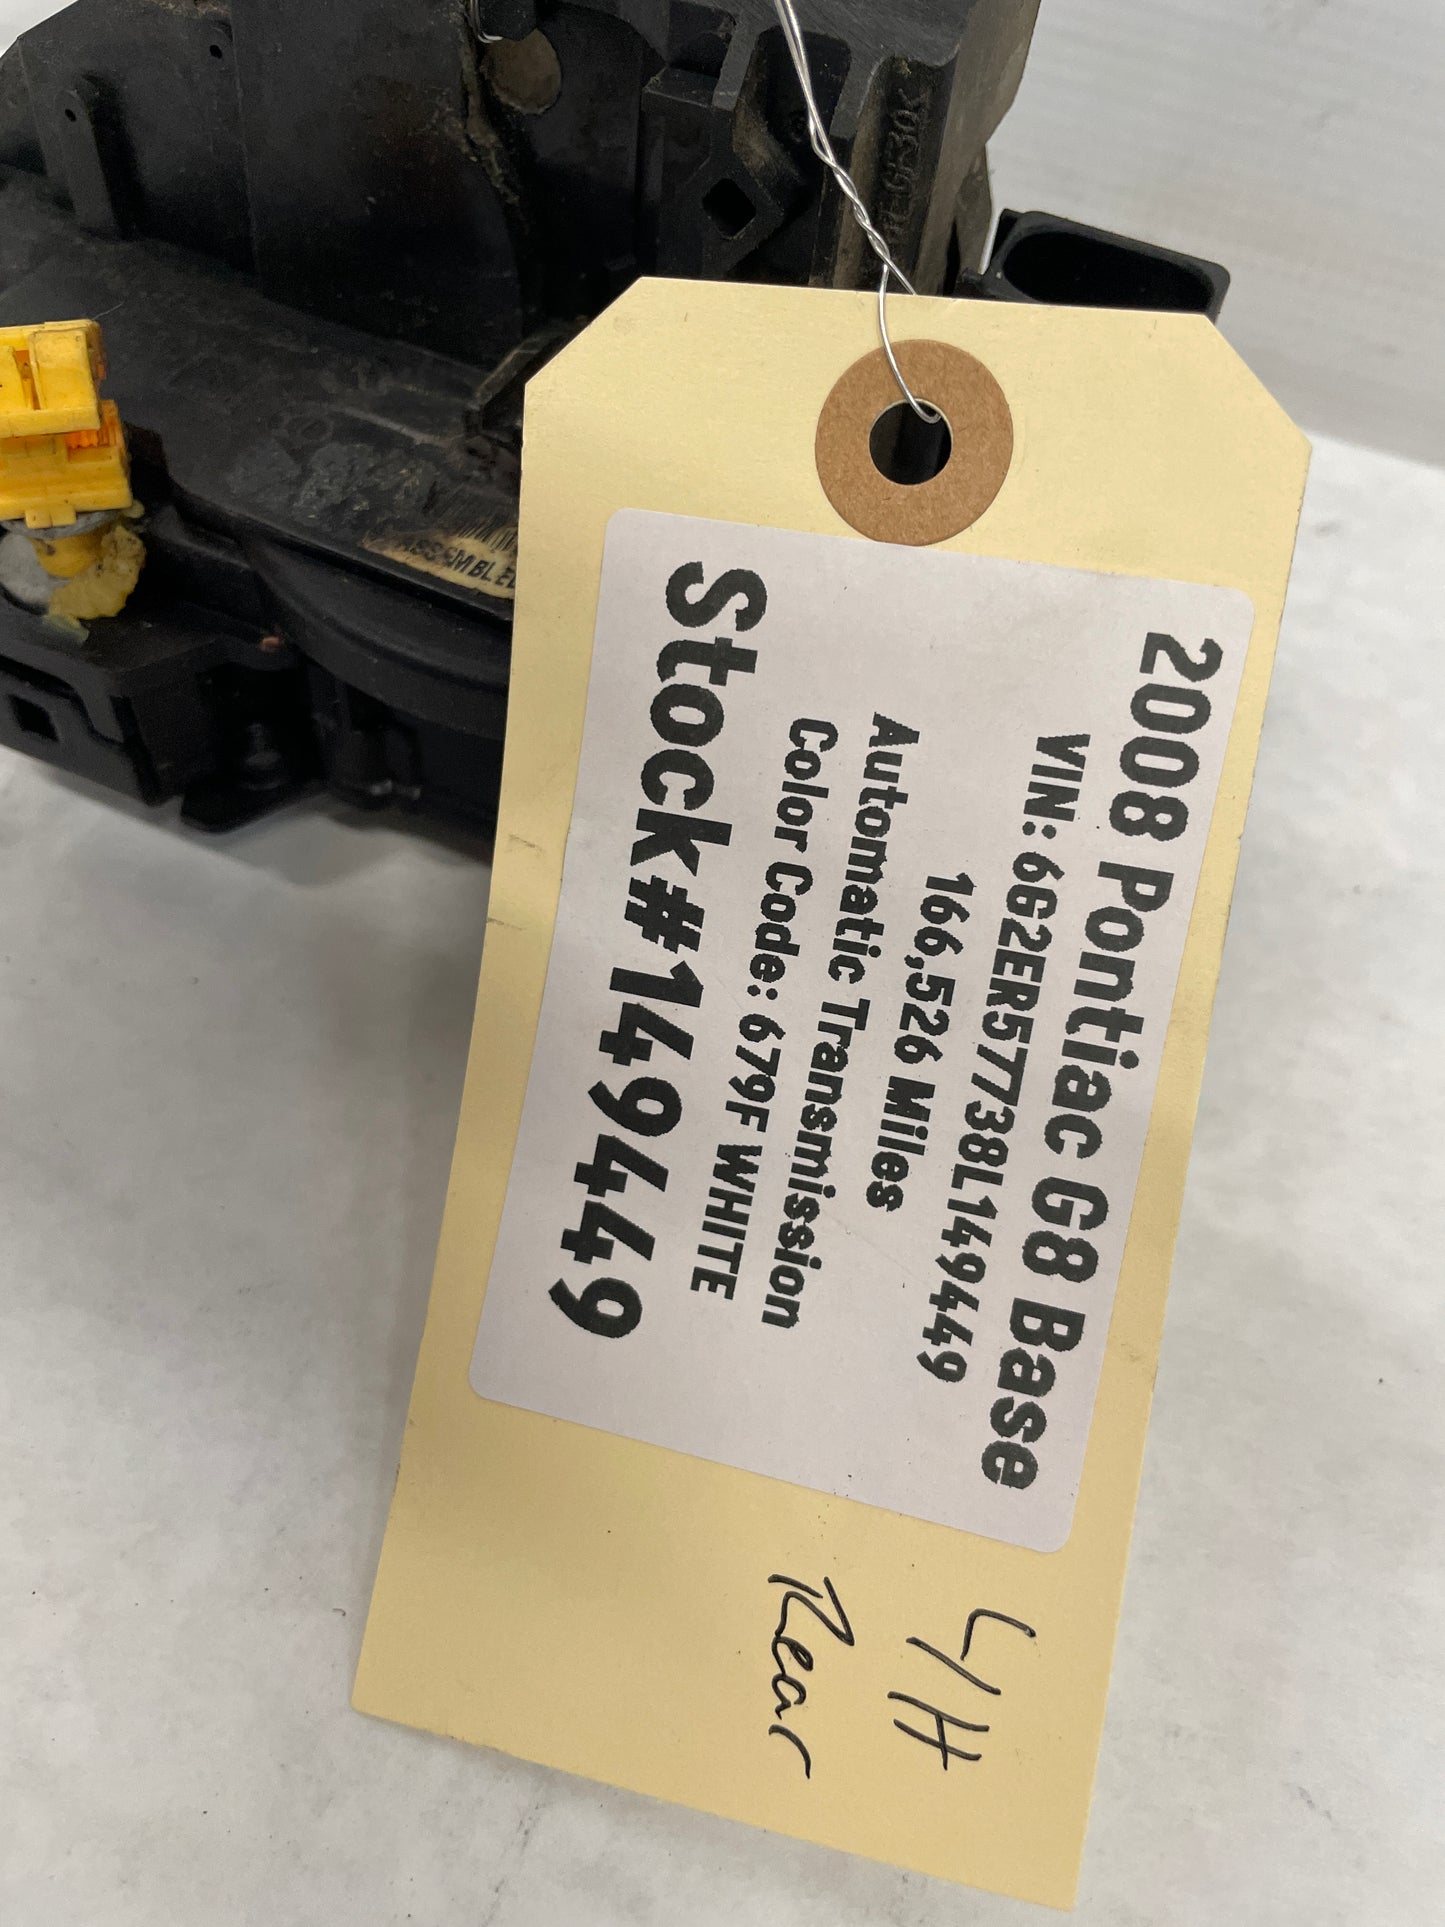 2008 Pontiac G8 Base
VIN: 6G2ER57738L149449
166,526 Miles
Automatic Transmission
Color Code: 679F WHITE
Stock#149449
L/H
Rear